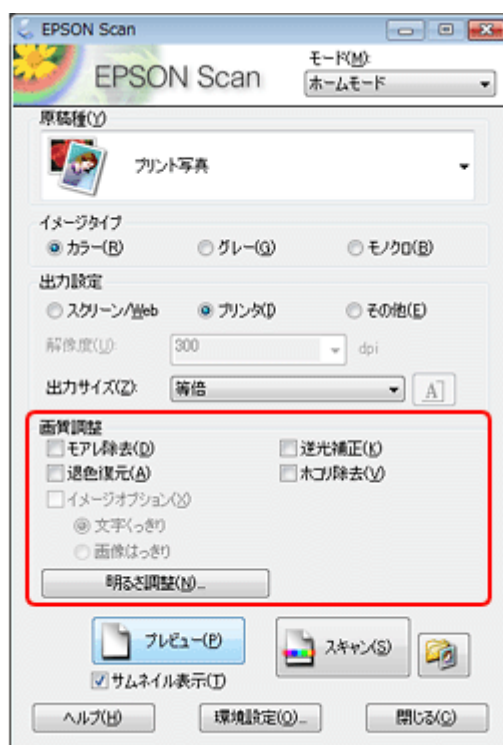 EPSON Scan
EPSON Scan
モード(M):
ホームモード
原稿種(Y)
プリント写真
イメージタイプ
カラー(R)
グレー(G)
モノクロ(B)
出力設定
スクリーン/Web
プリンタ(I)
その他(E)
解像度(U):
300
dpi
出力サイズ(Z):
等倍
A
画質調整
モアレ除去(D)
逆光補正(K)
退色復元(A)
ホコリ除去(V)
イメージオプション(X)
文字くっきり
画像はっきり
明るさ調整(N)...
プレビュー(P)
スキャン(S)
サムネイル表示(T)
ヘルプ(H)
環境設定(O)...
閉じる(C)